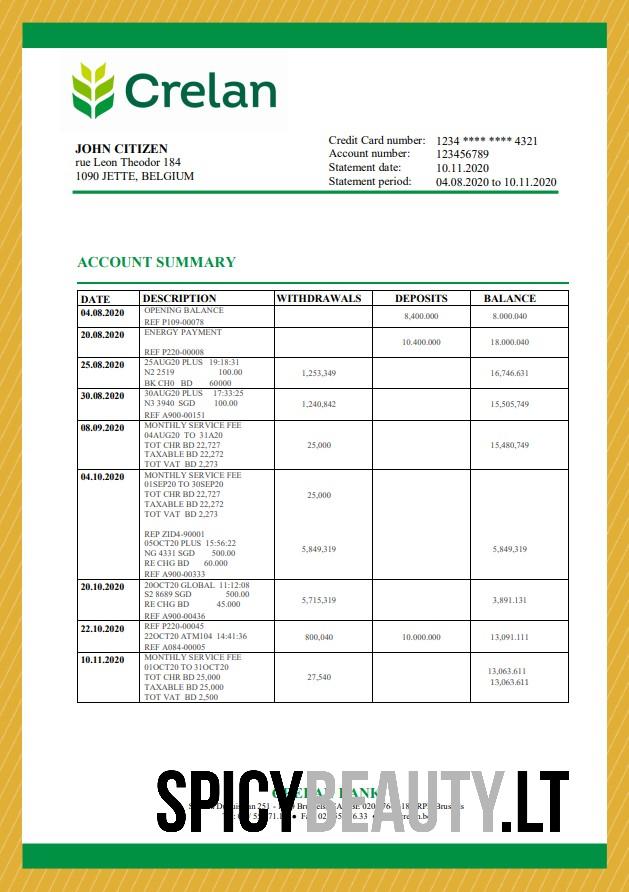 Crelan
JOHN CITIZEN
rue Leon Theodor 184
1090 JETTE, BELGIUM
Credit Card number: 1234 **** **** 4321
Account number: 123456789
Statement date: 10.11.2020
Statement period: 04.08.2020 to 10.11.2020
ACCOUNT SUMMARY
DATE DESCRIPTION WITHDRAWALS DEPOSITS BALANCE
04.08.2020 OPENING BALANCE
8,400.000 8.000.040
REF P109-00078
20.08.2020 ENERGY PAYMENT
10.400.000 18.000.040
REF P220-00008
25.08.2020 25AUG20 PLUS 19:18:31
N2 2519 100.00 1,253,349 16,746.631
BK CH0 BD 60000
30.08.2020 30AUG20 PLUS 17:33:25
N3 3940 SGD 100.00 1,240,842 15,505,749
REF A900-00151
08.09.2020 MONTHLY SERVICE FEE
04AUG20 TO 31A20
TOT CHR BD 22,727 25,000 15,480,749
TAXABLE BD 22,272
TOT VAT BD 2,273
04.10.2020 MONTHLY SERVICE FEE
01SEP20 TO 30SEP20
TOT CHR BD 22,727 25,000
TAXABLE BD 22,272
TOT VAT BD 2,273
REP ZID4-90001
05OCT20 PLUS 15:56:22
NG 4331 SGD 500.00 5,849,319 5,849,319
RE CHG BD 60.000
REF A900-00333
20.10.2020 20OCT20 GLOBAL 11:12:08
S2 8689 SGD 500.00
RE CHG BD 45.000 5,715,319 3,891.131
REF A900-00436
22.10.2020 REF P220-00045
22OCT20 ATM104 14:41:36 800,040 10.000.000 13,091.111
REF A084-00005
10.11.2020 MONTHLY SERVICE FEE
01OCT20 TO 31OCT20
TOT CHR BD 25,000 27,540 13,063.611
TAXABLE BD 25,000 13,063.611
TOT VAT BD 2,500
SPICYBEAUTY.LT